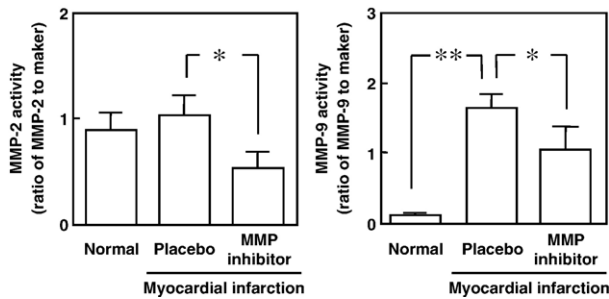 MMP-2 activity
(ratio of MMP-2 to maker)
2
1
0
*
Normal
Placebo
MMP
inhibitor
Myocardial infarction
MMP-9 activity
(ratio of MMP-9 to maker)
3
2
1
0
**
*
Normal
Placebo
MMP
inhibitor
Myocardial infarction